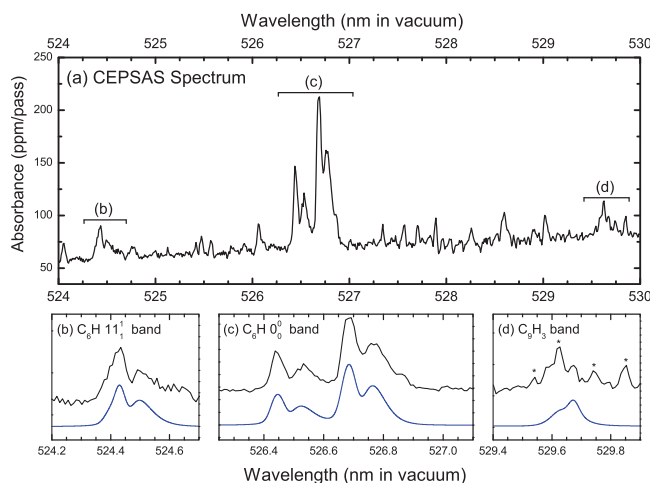 Wavelength (nm in vacuum)
524 525 526 527 528 529 530
250
(a) CEPSAS Spectrum
(c)
200
Absorbance (ppm/pass)
150
(b)
(d)
100
50
524 525 526 527 528 529 530
(b) C₆H 11¹₁ band
(c) C₆H 0⁰₀ band
(d) C₉H₃ band
* * * *
524.2 524.4 524.6
526.4 526.6 526.8 527.0
529.4 529.6 529.8
Wavelength (nm in vacuum)